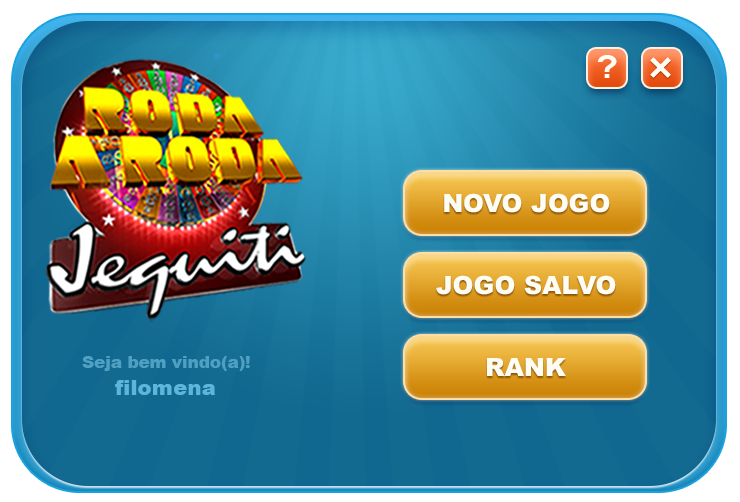 RODA
A RODA
Jequiti
?
NOVO JOGO
JOGO SALVO
RANK
Seja bem vindo(a)!
filomena